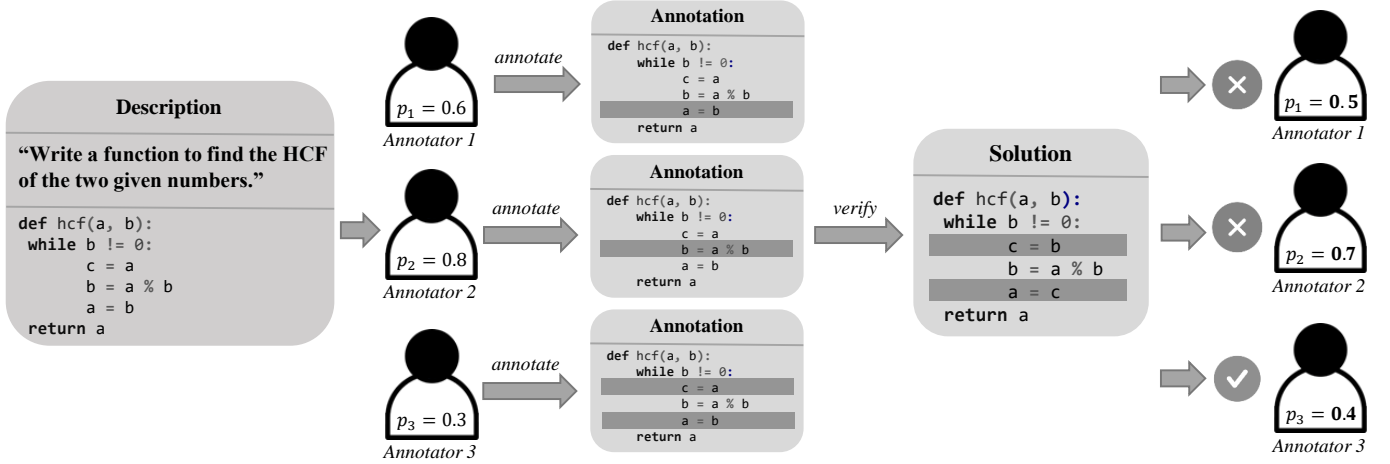 Description
“Write a function to find the HCF
of the two given numbers.”
def hcf(a, b):
while b != 0:
c = a
b = a % b
a = b
return a
p₁ = 0.6
Annotator 1
p₂ = 0.8
Annotator 2
p₃ = 0.3
Annotator 3
annotate
annotate
annotate
Annotation
def hcf(a, b):
while b != 0:
c = a
b = a % b
a = b
return a
Annotation
def hcf(a, b):
while b != 0:
c = a
b = a % b
a = b
return a
Annotation
def hcf(a, b):
while b != 0:
c = a
b = a % b
a = b
return a
verify
Solution
def hcf(a, b):
while b != 0:
c = b
b = a % b
a = c
return a
p₁ = 0.5
Annotator 1
p₂ = 0.7
Annotator 2
p₃ = 0.4
Annotator 3